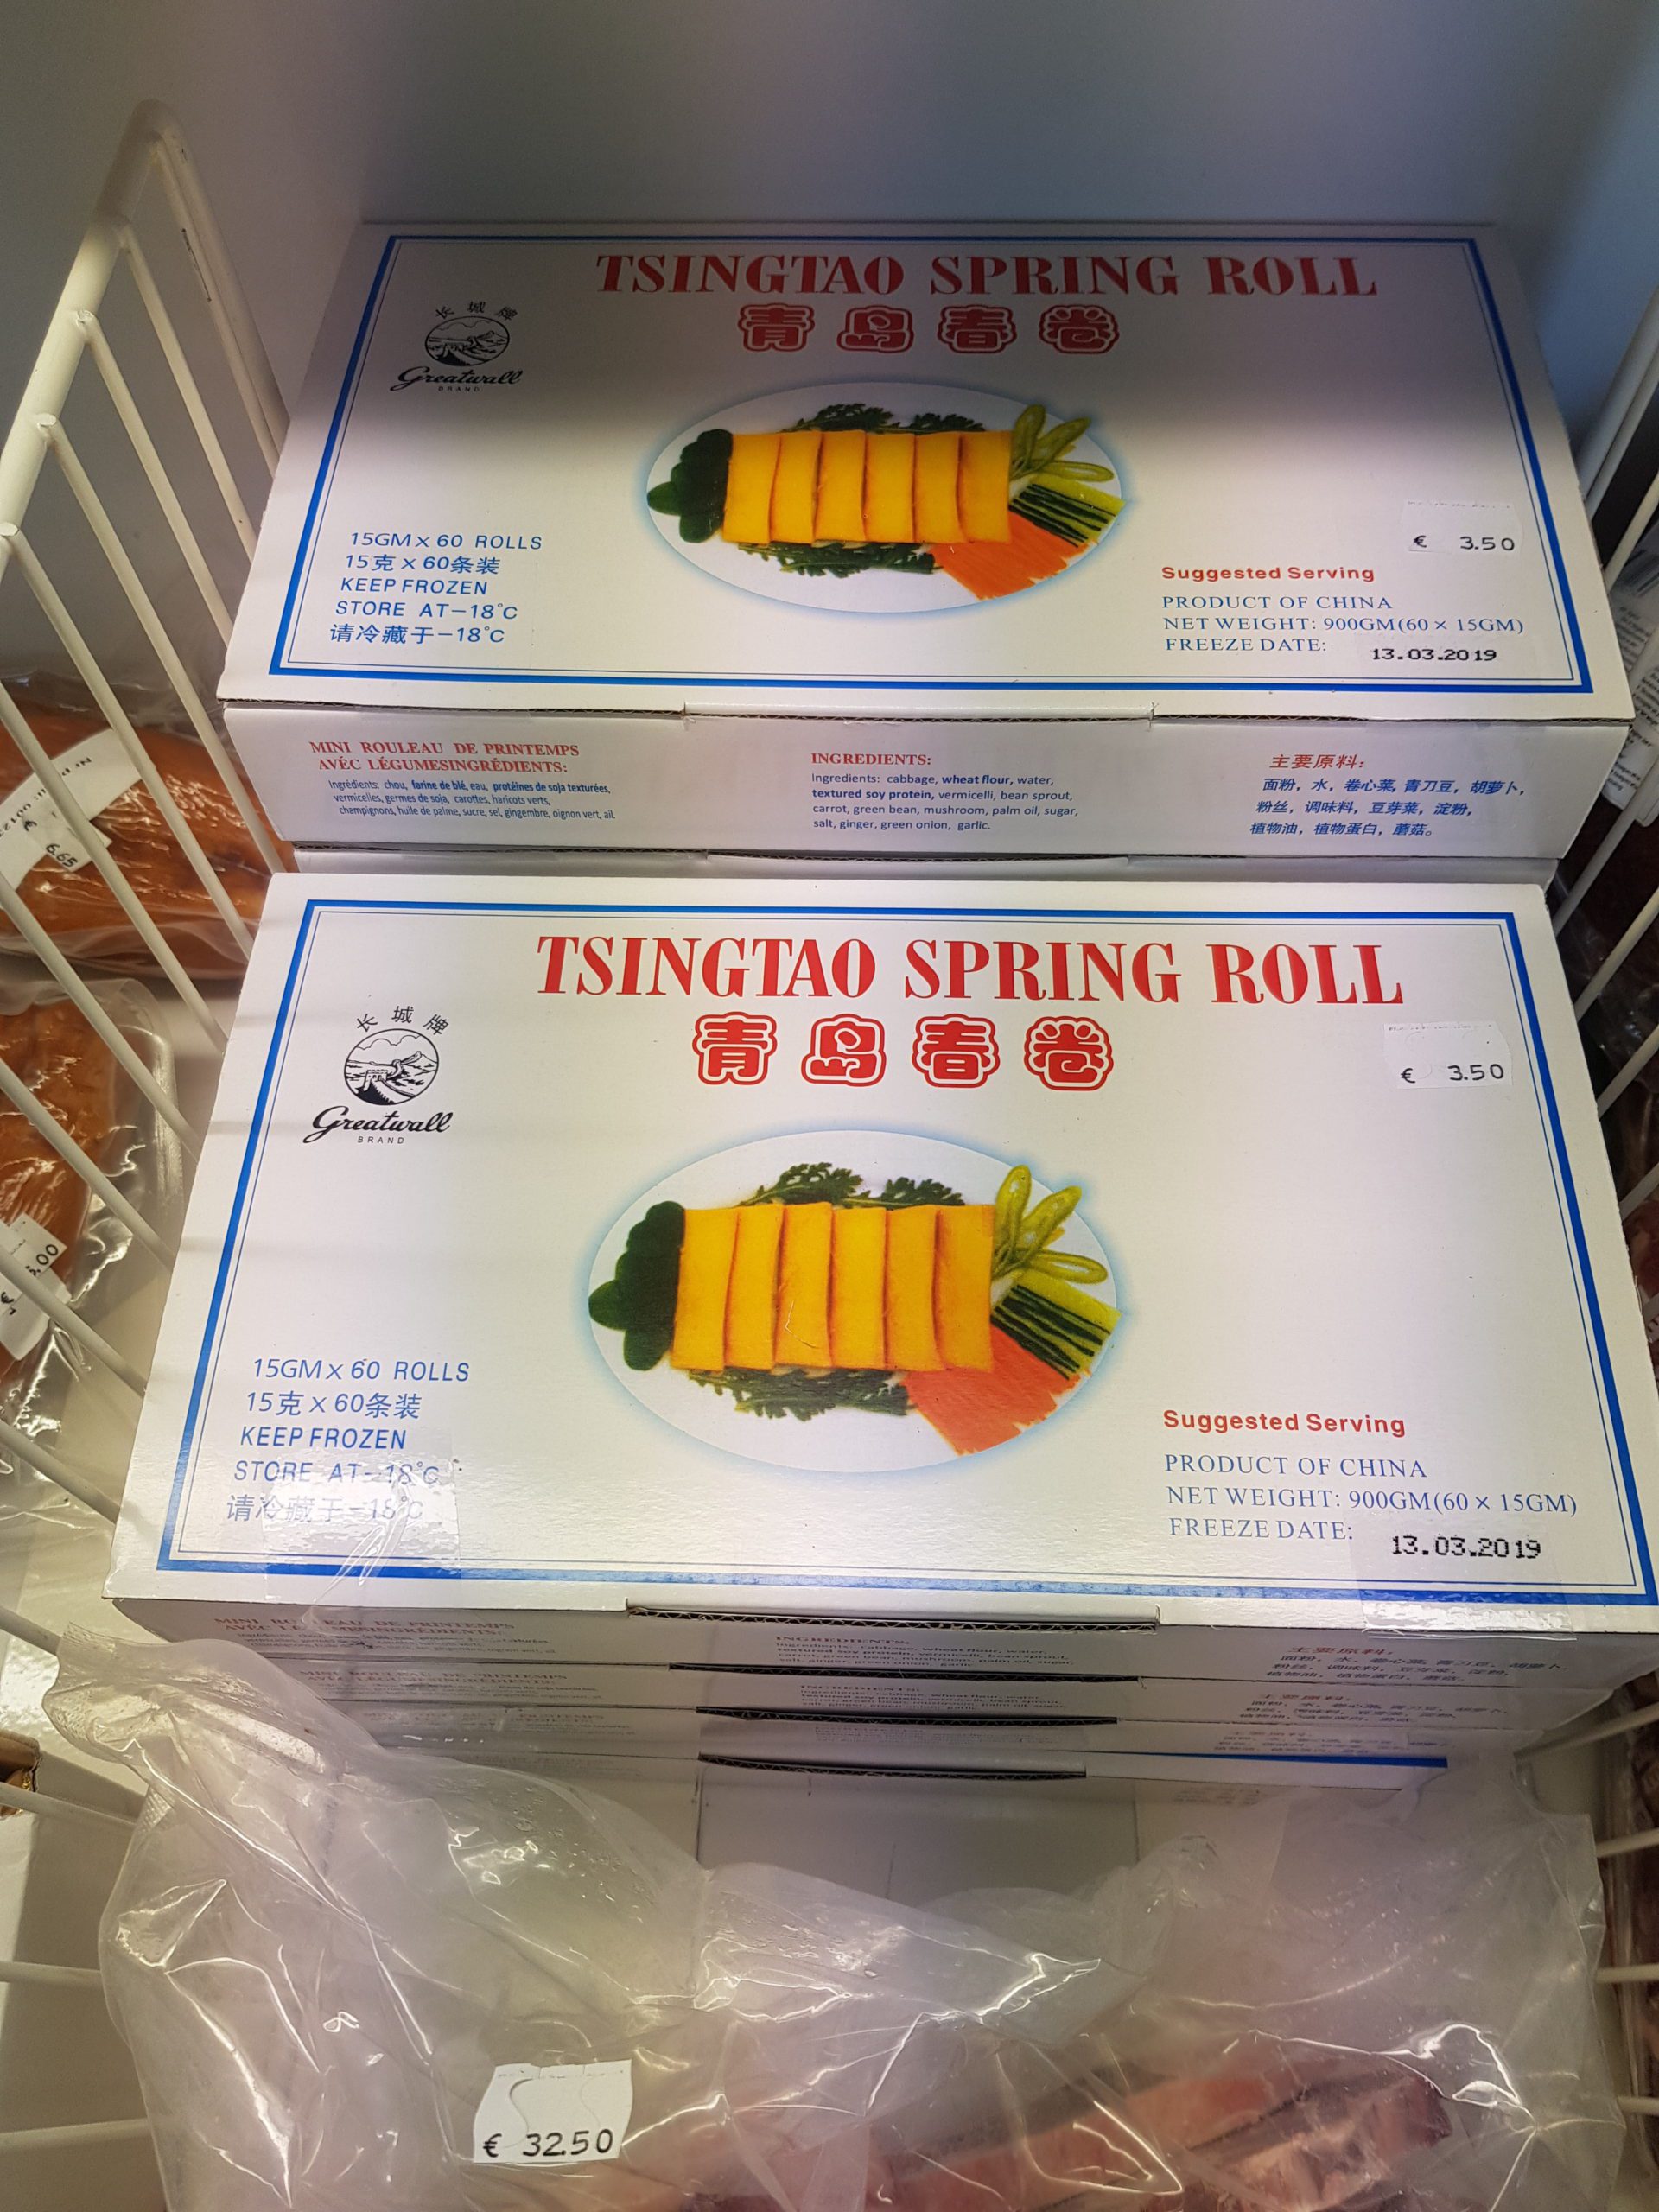 TSINGTAO SPRING ROLL
青岛春卷
长城牌
Greatwall
BRAND
15GM x 60 ROLLS
15克 x 60条装
KEEP FROZEN
STORE AT-18°C
请冷藏于-18°C
€ 3.50
Suggested Serving
PRODUCT OF CHINA
NET WEIGHT: 900GM(60 × 15GM)
FREEZE DATE: 13.03.2019
MINI ROULEAU DE PRINTEMPS
AVÉC LÉGUMESINGRÉDIENTS:
Ingrédients: chou, farine de blé, eau, protéines de soja texturées,
vermicelles, germes de soja, carottes, haricots verts,
champignons, huile de palme, sucre, sel, gingembre, oignon vert, ail.
INGREDIENTS:
Ingredients: cabbage, wheat flour, water,
textured soy protein, vermicelli, bean sprout,
carrot, green bean, mushroom, palm oil, sugar,
salt, ginger, green onion, garlic.
主要原料:
面粉, 水, 卷心菜, 青刀豆, 胡萝卜,
粉丝, 调味料, 豆芽菜, 淀粉,
植物油, 植物蛋白, 蘑菇。
6.65
TSINGTAO SPRING ROLL
青岛春卷
长城牌
Greatwall
BRAND
€ 3.50
15GM x 60 ROLLS
15克 x 60条装
KEEP FROZEN
STORE AT-18°C
请冷藏于-18°C
Suggested Serving
PRODUCT OF CHINA
NET WEIGHT: 900GM(60 × 15GM)
FREEZE DATE: 13.03.2019
€ 32.50